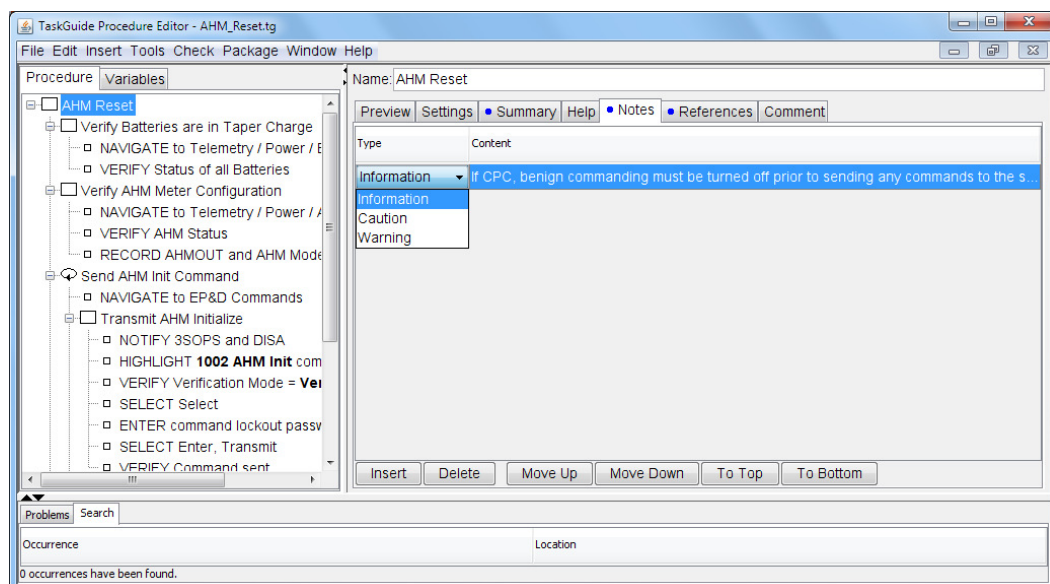 TaskGuide Procedure Editor - AHM_Reset.tg
File Edit Insert Tools Check Package Window Help
Procedure Variables
AHM Reset
Verify Batteries are in Taper Charge
NAVIGATE to Telemetry / Power /
VERIFY Status of all Batteries
Verify AHM Meter Configuration
NAVIGATE to Telemetry / Power /
VERIFY AHM Status
RECORD AHMOUT and AHM Mode
Send AHM Init Command
NAVIGATE to EP&D Commands
Transmit AHM Initialize
NOTIFY 3SOPS and DISA
HIGHLIGHT 1002 AHM Init com
VERIFY Verification Mode = Ver
SELECT Select
ENTER command lockout passw
SELECT Enter, Transmit
VERIFY Command sent
Name: AHM Reset
Preview Settings Summary Help Notes References Comment
Type Content
Information If CPC, benign commanding must be turned off prior to sending any commands to the s...
Information
Caution
Warning
Insert Delete Move Up Move Down To Top To Bottom
Problems Search
Occurrence Location
0 occurrences have been found.